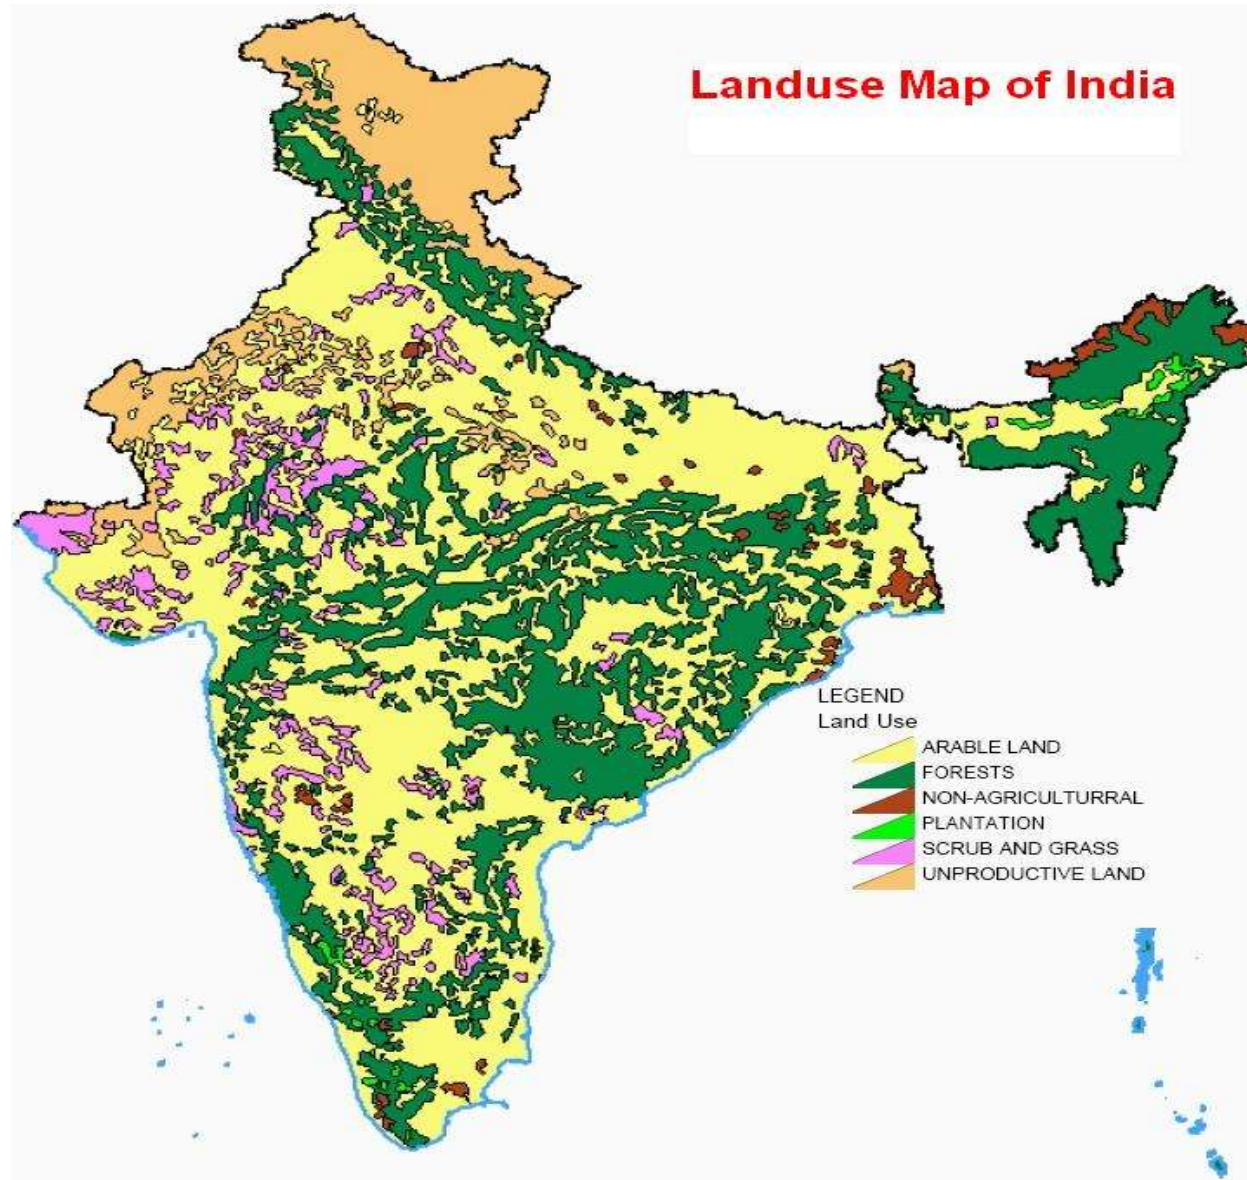 Landuse Map of India
LEGEND
Land Use
ARABLE LAND
FORESTS
NON-AGRICULTURRAL
PLANTATION
SCRUB AND GRASS
UNPRODUCTIVE LAND